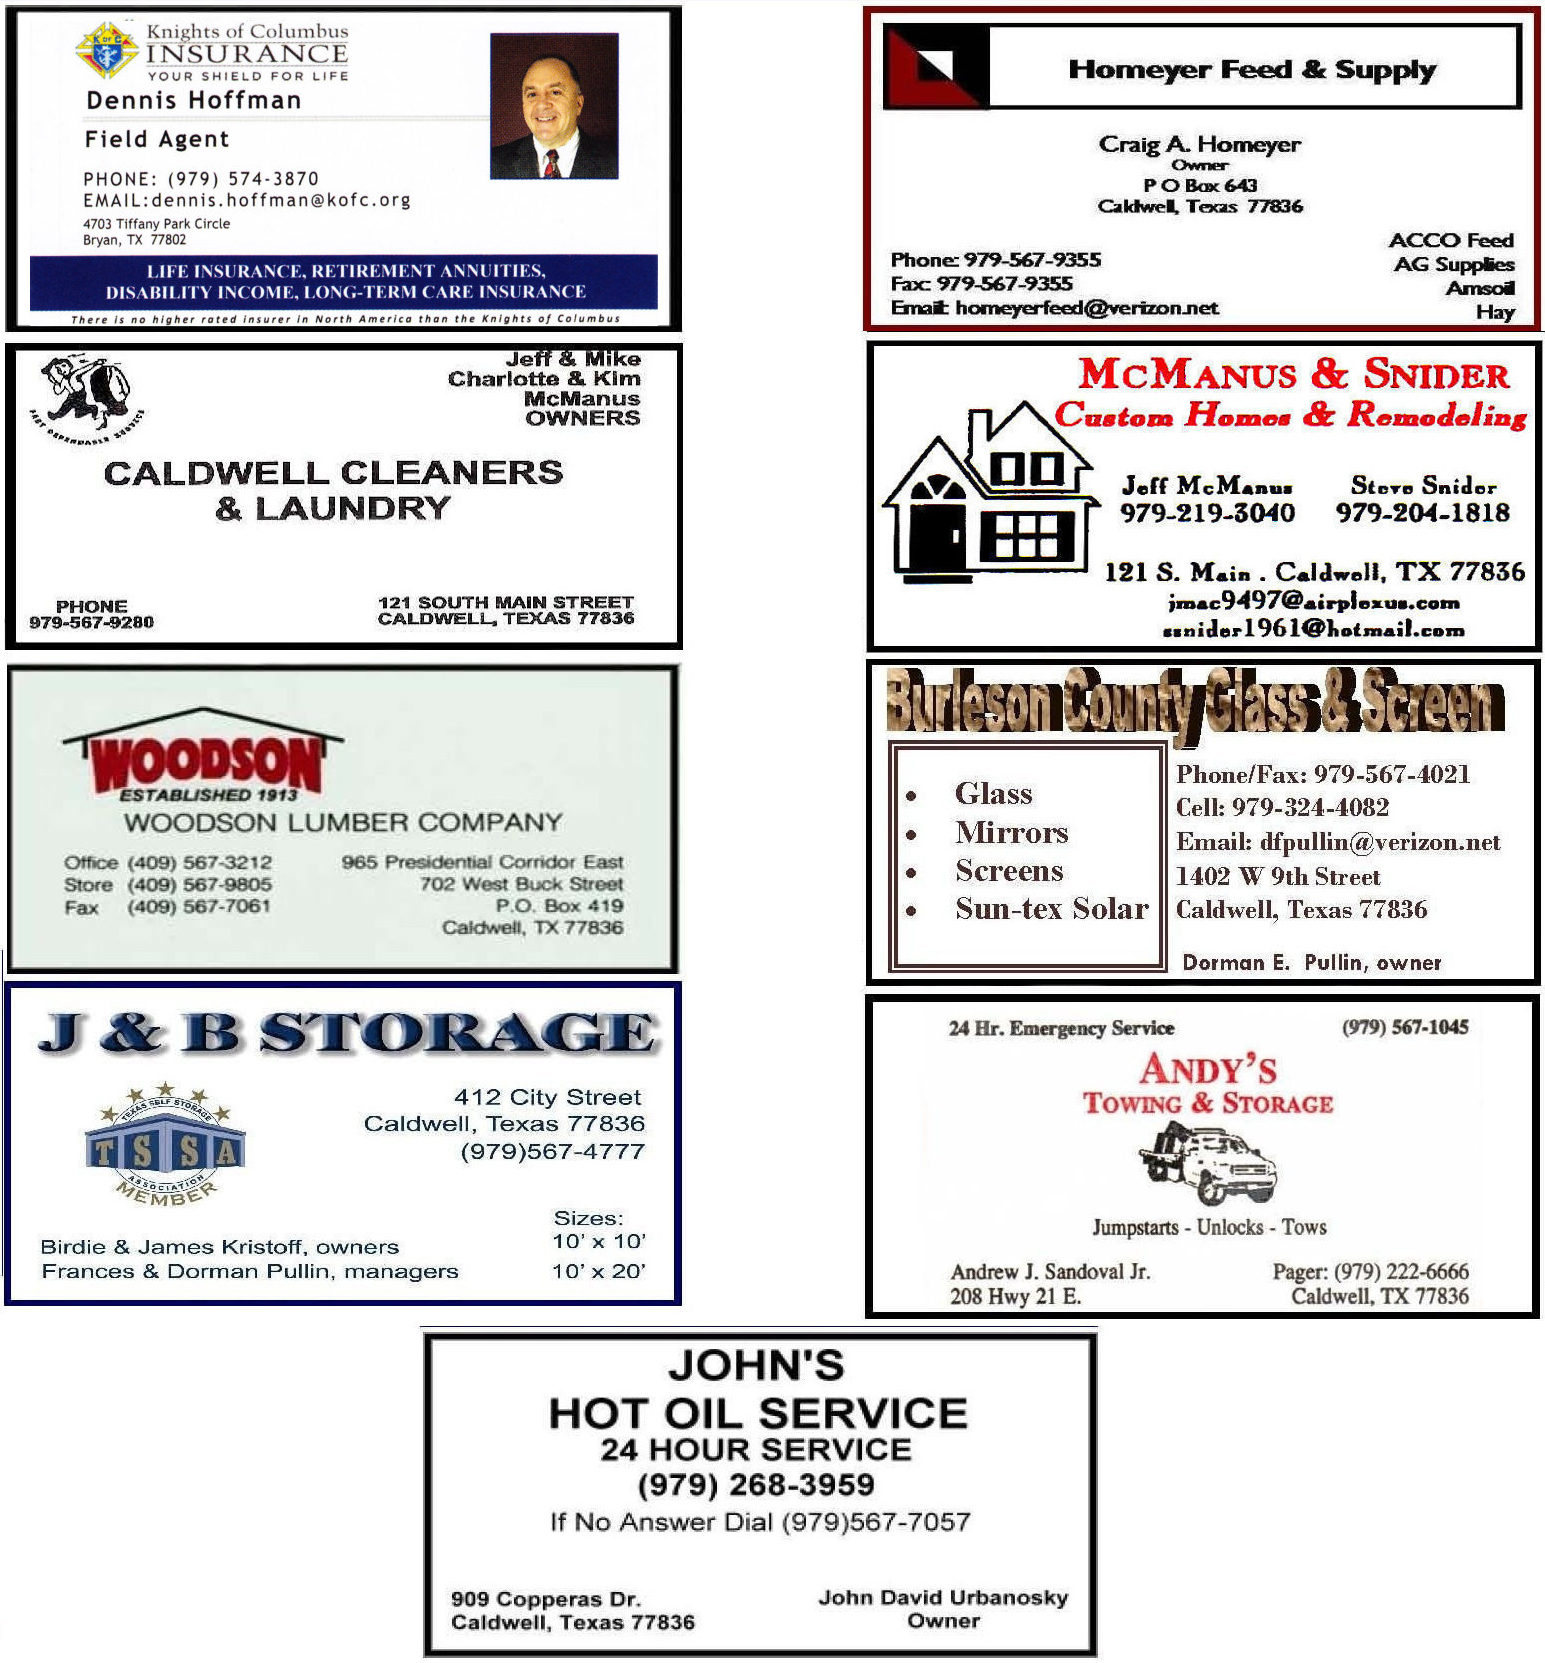 Knights of Columbus
INSURANCE
YOUR SHIELD FOR LIFE
Dennis Hoffman
Field Agent
PHONE: (979) 574-3870
EMAIL:dennis.hoffman@kofc.org
4703 Tiffany Park Circle
Bryan, TX 77802
LIFE INSURANCE, RETIREMENT ANNUITIES,
DISABILITY INCOME, LONG-TERM CARE INSURANCE
There is no higher rated insurer in North America than the Knights of Columbus
Homeyer Feed & Supply
Craig A. Homeyer
Owner
P O Box 643
Caldwell, Texas 77836
Phone: 979-567-9355
Fax: 979-567-9355
Email: homeyerfeed@verizon.net
ACCO Feed
AG Supplies
Amsoil
Hay
FAST DEPENDABLE SERVICE
Jeff & Mike
Charlotte & Kim
McManus
OWNERS
CALDWELL CLEANERS
& LAUNDRY
PHONE
979-567-9280
121 SOUTH MAIN STREET
CALDWELL, TEXAS 77836
MCMANUS & SNIDER
Custom Homes & Remodeling
Jeff McManus Steve Snider
979-219-3040 979-204-1818
121 S. Main . Caldwell, TX 77836
jmac9497@airplexus.com
ssnider1961@hotmail.com
WOODSON
ESTABLISHED 1913
WOODSON LUMBER COMPANY
Office (409) 567-3212
Store (409) 567-9805
Fax (409) 567-7061
965 Presidential Corridor East
702 West Buck Street
P.O. Box 419
Caldwell, TX 77836
Burleson County Glass & Screen
• Glass
• Mirrors
• Screens
• Sun-tex Solar
Phone/Fax: 979-567-4021
Cell: 979-324-4082
Email: dfpullin@verizon.net
1402 W 9th Street
Caldwell, Texas 77836
Dorman E. Pullin, owner
J & B STORAGE
TEXAS SELF STORAGE
TSSA
ASSOCIATION
MEMBER
412 City Street
Caldwell, Texas 77836
(979)567-4777
Sizes:
10' x 10'
10' x 20'
Birdie & James Kristoff, owners
Frances & Dorman Pullin, managers
24 Hr. Emergency Service (979) 567-1045
ANDY'S
TOWING & STORAGE
Jumpstarts - Unlocks - Tows
Andrew J. Sandoval Jr. Pager: (979) 222-6666
208 Hwy 21 E. Caldwell, TX 77836
JOHN'S
HOT OIL SERVICE
24 HOUR SERVICE
(979) 268-3959
If No Answer Dial (979)567-7057
909 Copperas Dr.
Caldwell, Texas 77836
John David Urbanosky
Owner